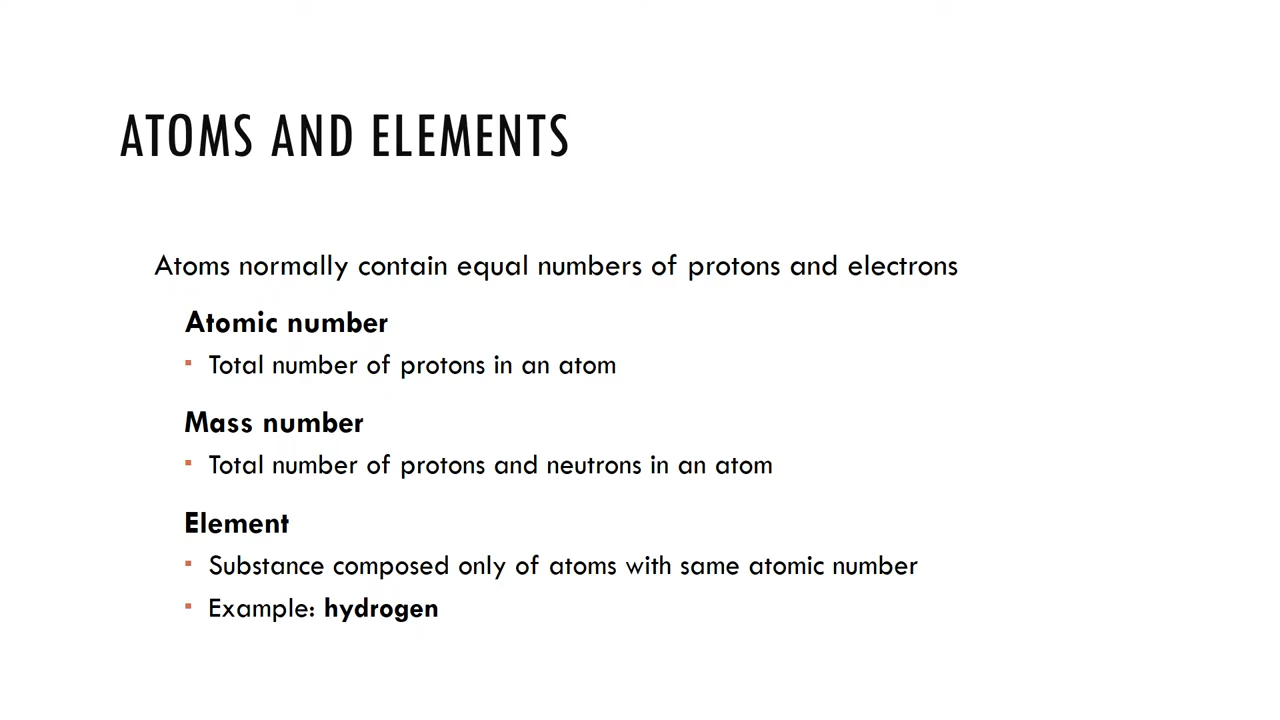 ATOMS AND ELEMENTS
Atoms normally contain equal numbers of protons and electrons
Atomic number
▪ Total number of protons in an atom
Mass number
▪ Total number of protons and neutrons in an atom
Element
▪ Substance composed only of atoms with same atomic number
▪ Example: hydrogen